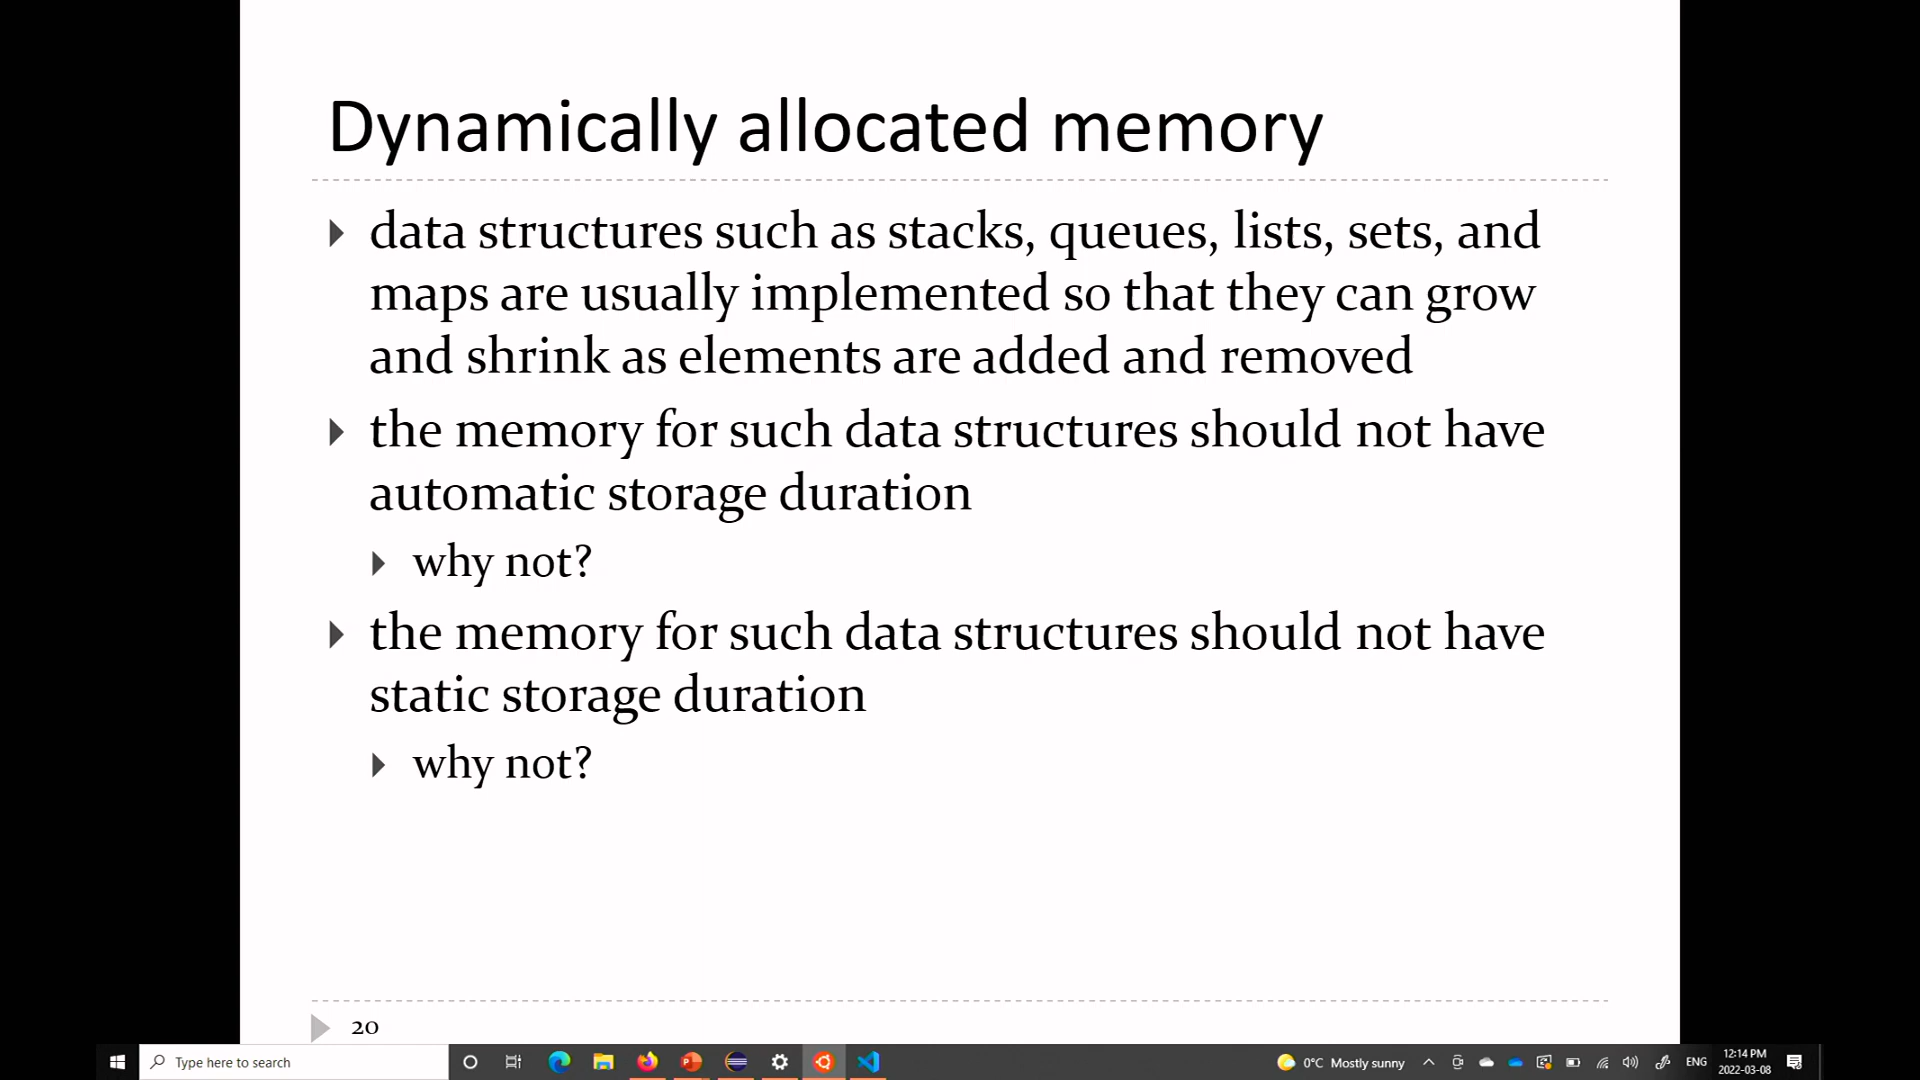 Dynamically allocated memory
data structures such as stacks, queues, lists, sets, and
maps are usually implemented so that they can grow
and shrink as elements are added and removed
the memory for such data structures should not have
automatic storage duration
why not?
the memory for such data structures should not have
static storage duration
why not?
20
Type here to search
0°C Mostly sunny
ENG
12:14 PM
2022-03-08